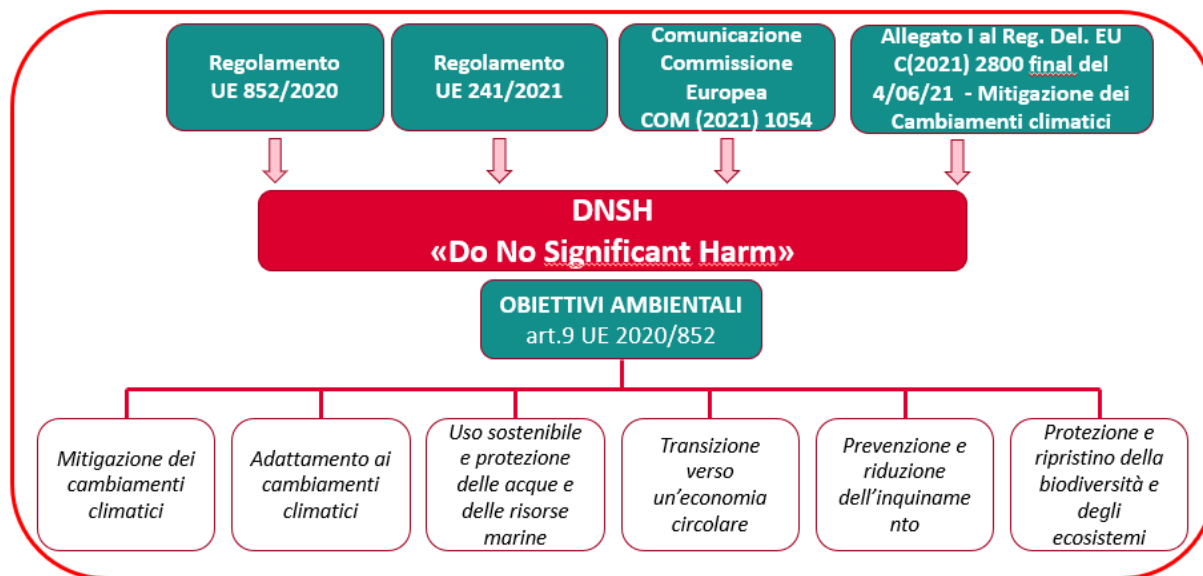 Regolamento
UE 852/2020
Regolamento
UE 241/2021
Comunicazione
Commissione
Europea
COM (2021) 1054
Allegato I al Reg. Del. EU
C(2021) 2800 final del
4/06/21 - Mitigazione dei
Cambiamenti climatici
DNSH
«Do No Significant Harm»
OBIETTIVI AMBIENTALI
art.9 UE 2020/852
Mitigazione dei
cambiamenti
climatici
Adattamento ai
cambiamenti
climatici
Uso sostenibile
e protezione
delle acque e
delle risorse
marine
Transizione
verso
un’economia
circolare
Prevenzione e
riduzione
dell’inquiname
nto
Protezione e
ripristino della
biodiversità e
degli
ecosistemi